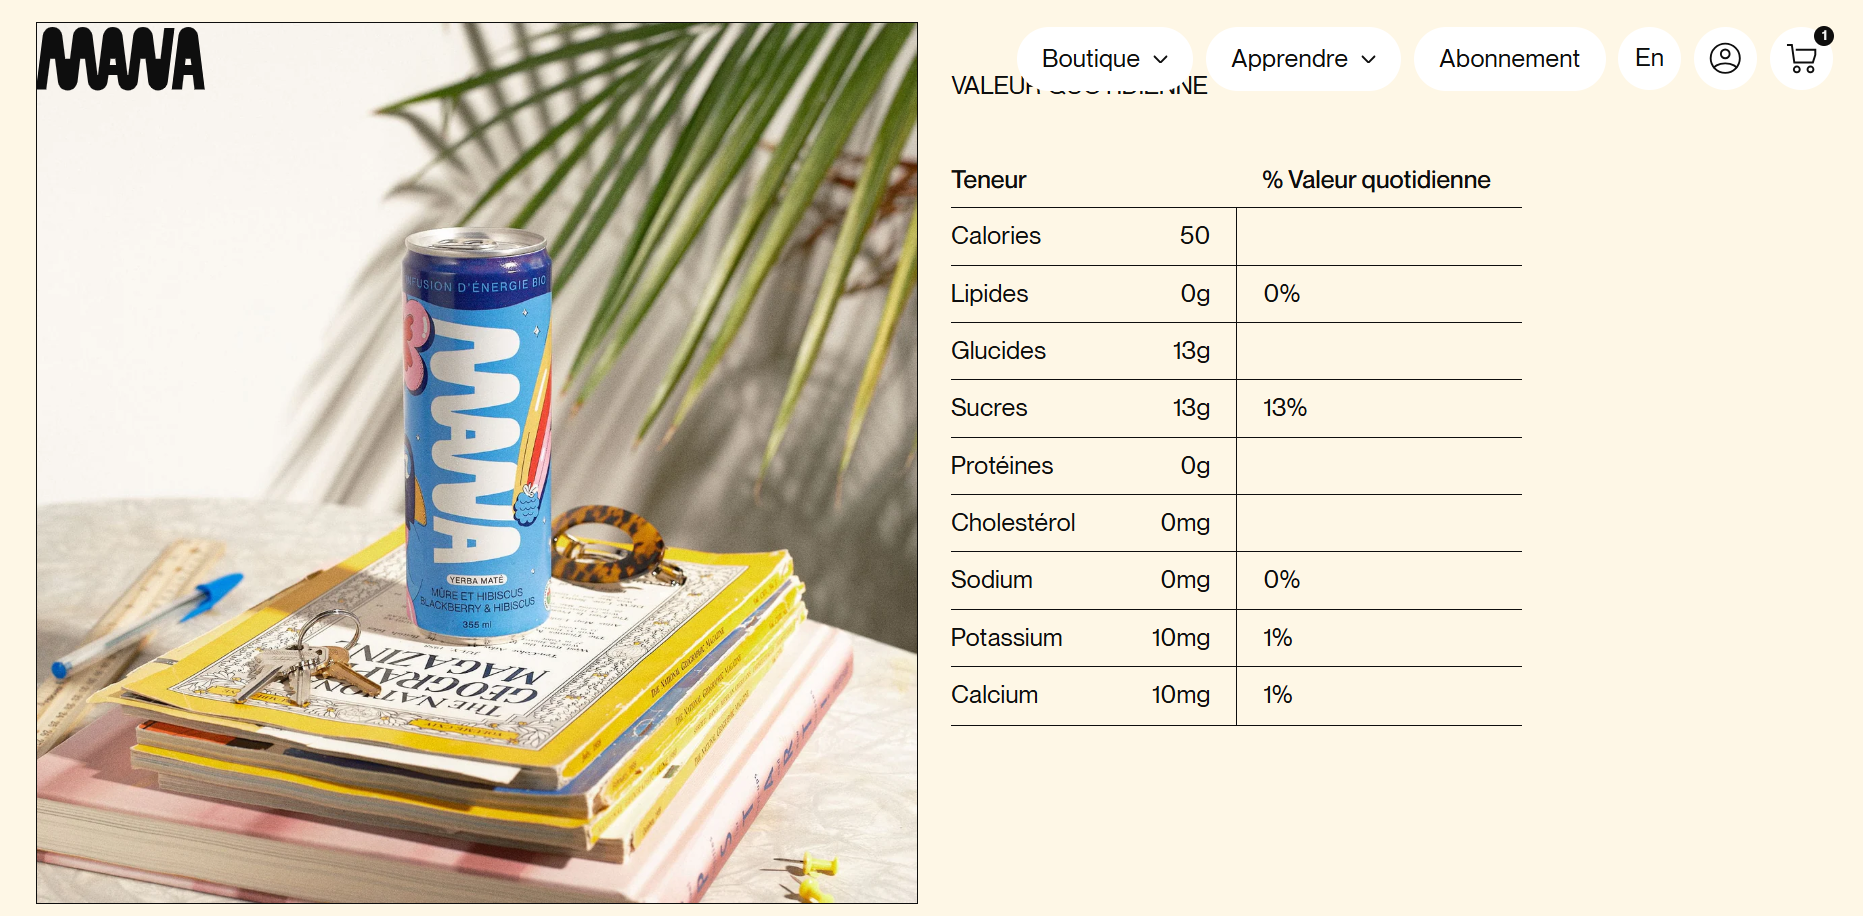 MANA
Boutique
Apprendre
Abonnement
En
1
VALEUR QUOTIDIENNE
Teneur % Valeur quotidienne
Calories 50
Lipides 0g 0%
Glucides 13g
Sucres 13g 13%
Protéines 0g
Cholestérol 0mg
Sodium 0mg 0%
Potassium 10mg 1%
Calcium 10mg 1%
INFUSION D'ÉNERGIE BIO
MANA
YERBA MATÉ
MÛRE ET HIBISCUS
BLACKBERRY & HIBISCUS
355 ml
THE NATIONAL
GEOGRAPHIC
MAGAZINE